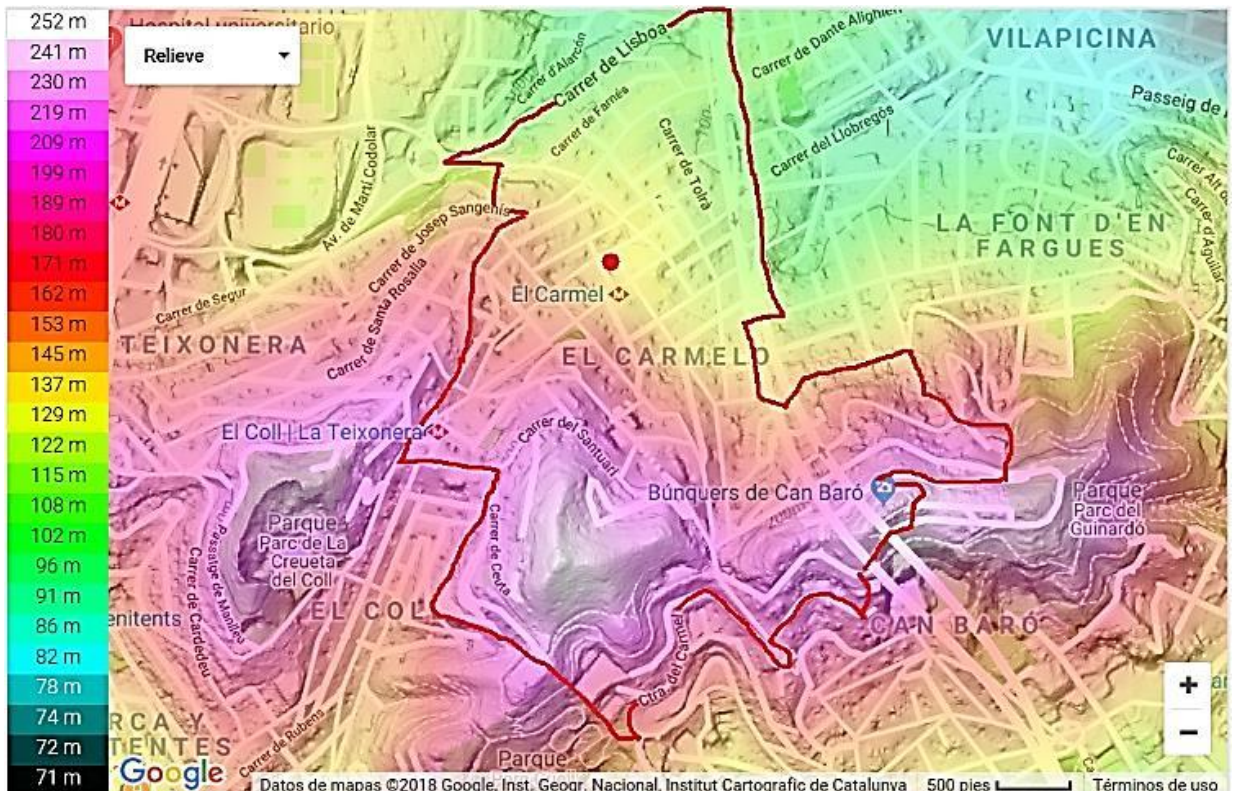 252 m
241 m
230 m
219 m
209 m
199 m
189 m
180 m
171 m
162 m
153 m
145 m
137 m
129 m
122 m
115 m
108 m
102 m
96 m
91 m
86 m
82 m
78 m
74 m
72 m
71 m
Hospital universitario
Relieve
Carrer d'Alarcón
Carrer de Lisboa
Carrer de Dante Alighieri
VILAPICINA
Passeig de
Carrer de Farnés
Carrer del Llobregós
Carrer de Tolrà
Av. de Martí Codolar
Carrer Alt de
Carrer d'Aguilar
Carrer de Josep Sangenís
LA FONT D'EN
FARGUES
Carrer de Santa Rosalia
Carrer de Segur
El Carmel
TEIXONERA
EL CARMELO
El Coll | La Teixonera
Carrer del Santuari
Búnquers de Can Baró
Parque
Parc del
Guinardó
Parque
Parc de La
Creueta
del Coll
Passatge de Manlleu
Carrer de Cardedeu
Carrer de Ceuta
enitents
EL COL
CAN BARÓ
Ctra. del Carmel
Carrer de Rubens
RCA Y
TENTES
Parque
+
−
Google
Datos de mapas ©2018 Google, Inst. Geogr. Nacional, Institut Cartogràfic de Catalunya
500 pies
Términos de uso